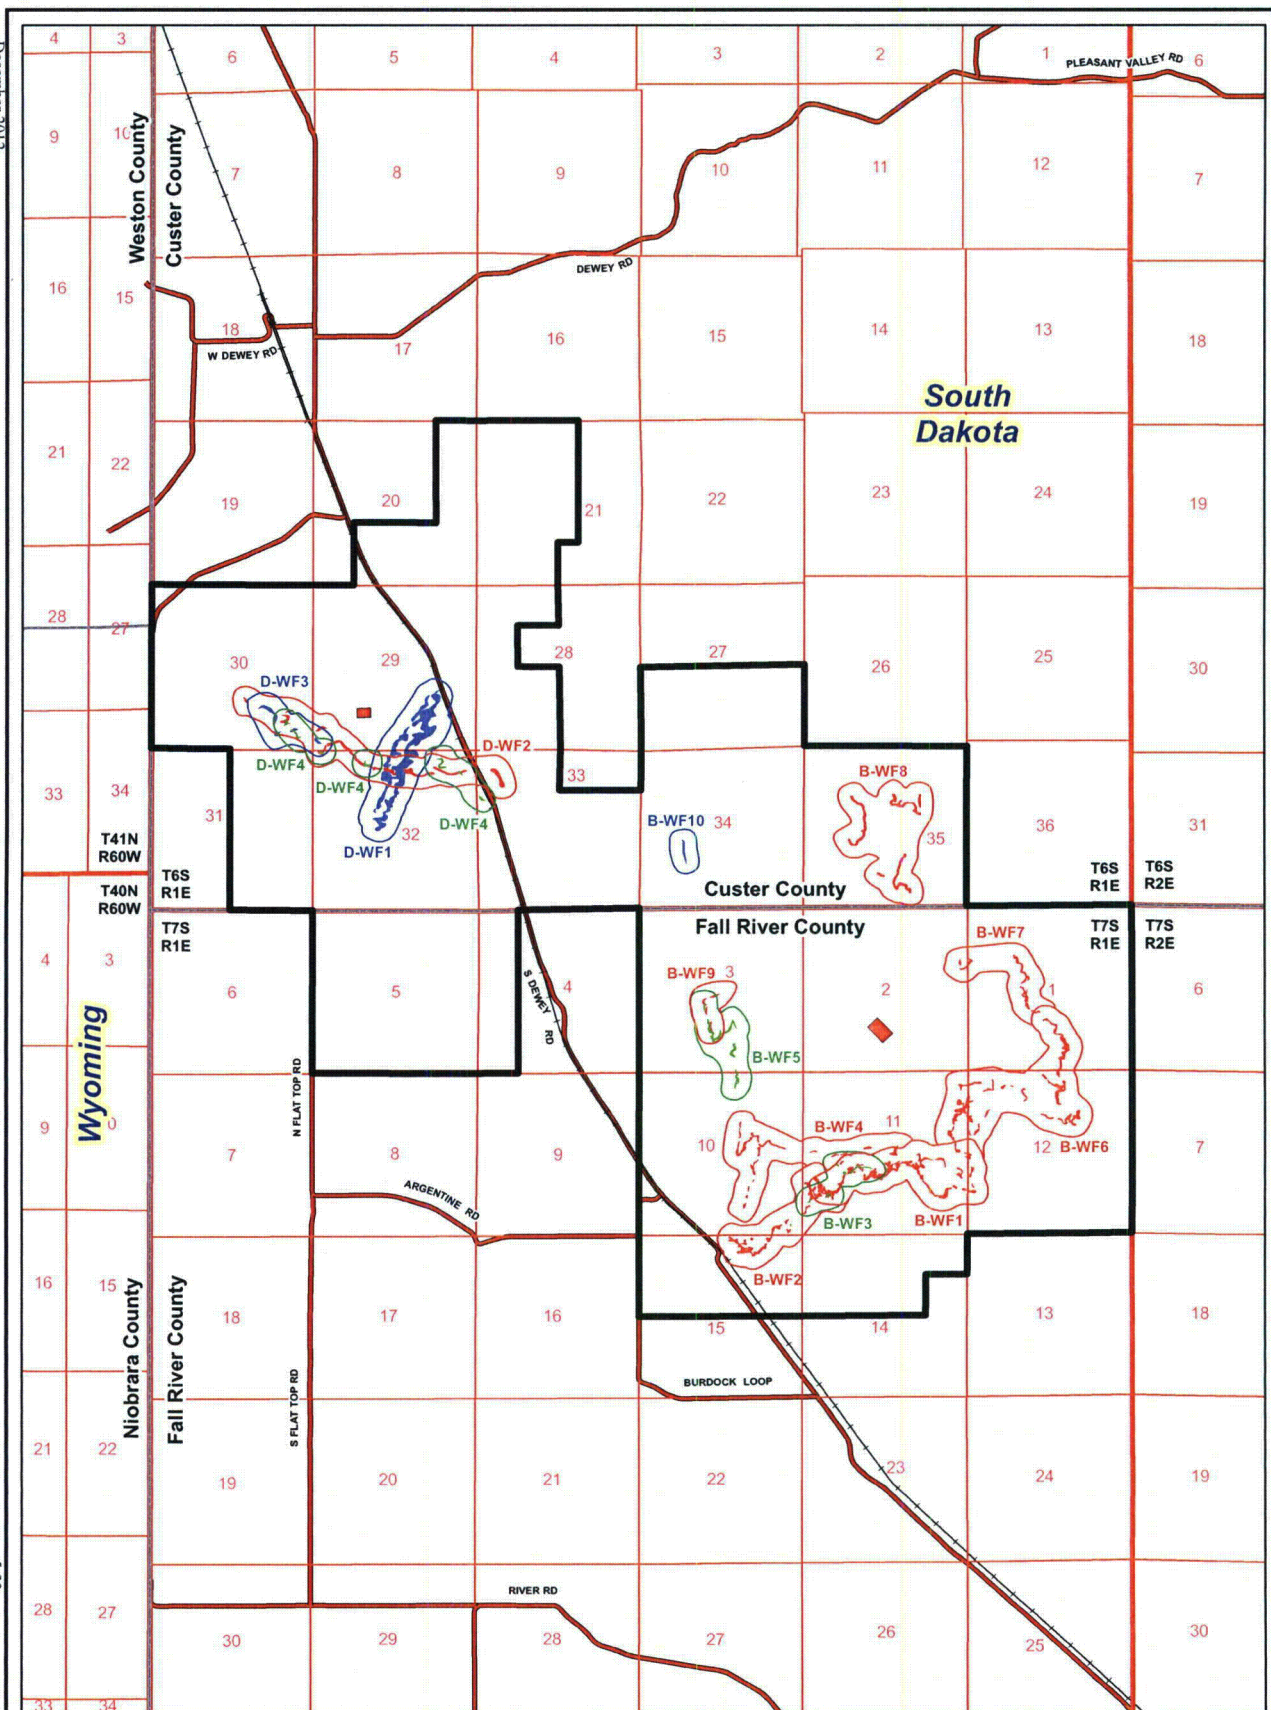 4 3 6 5 4 3 2 1 6
PLEASANT VALLEY RD
9 10 7 8 9 10 11 12 7
Weston County
Custer County
DEWEY RD
16 15 18 17 16 15 14 13 18
W DEWEY RD
South
Dakota
21 22 19 20 21 22 23 24 19
28 27 30 29 28 27 26 25 30
D-WF3
D-WF4
D-WF4
D-WF2
D-WF4
D-WF1
2
2
33 34 31 32 33 34 35 36 31
B-WF8
B-WF10
T41N
R60W
T6S
R1E
Custer County
T6S
R1E
T6S
R2E
T40N
R60W
T7S
R1E
Fall River County
T7S
R1E
T7S
R2E
B-WF7
4 3 6 5 4 3 2 1 6
B-WF9
S DEWEY RD
B-WF5
Wyoming
N FLAT TOP RD
9 0 7 8 9 10 11 12 7
B-WF4
B-WF6
ARGENTINE RD
B-WF3
B-WF1
B-WF2
16 15 18 17 16 15 14 13 18
Niobrara County
Fall River County
S FLAT TOP RD
BURDOCK LOOP
21 22 19 20 21 22 23 24 19
RIVER RD
28 27 30 29 28 27 26 25 30
33 34